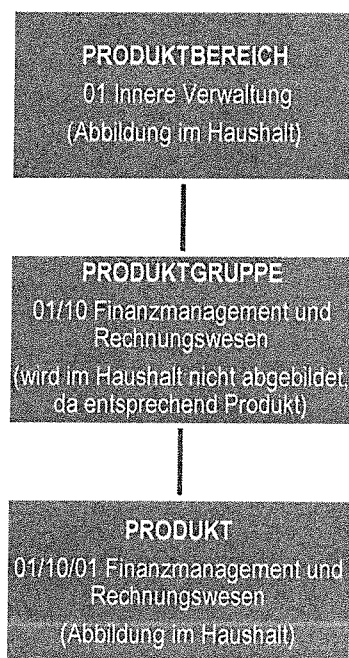 PRODUKTBEREICH
01 Innere Verwaltung
(Abbildung im Haushalt)
PRODUKTGRUPPE
01/10 Finanzmanagement und
Rechnungswesen
(wird im Haushalt nicht abgebildet,
da entsprechend Produkt)
PRODUKT
01/10/01 Finanzmanagement und
Rechnungswesen
(Abbildung im Haushalt)